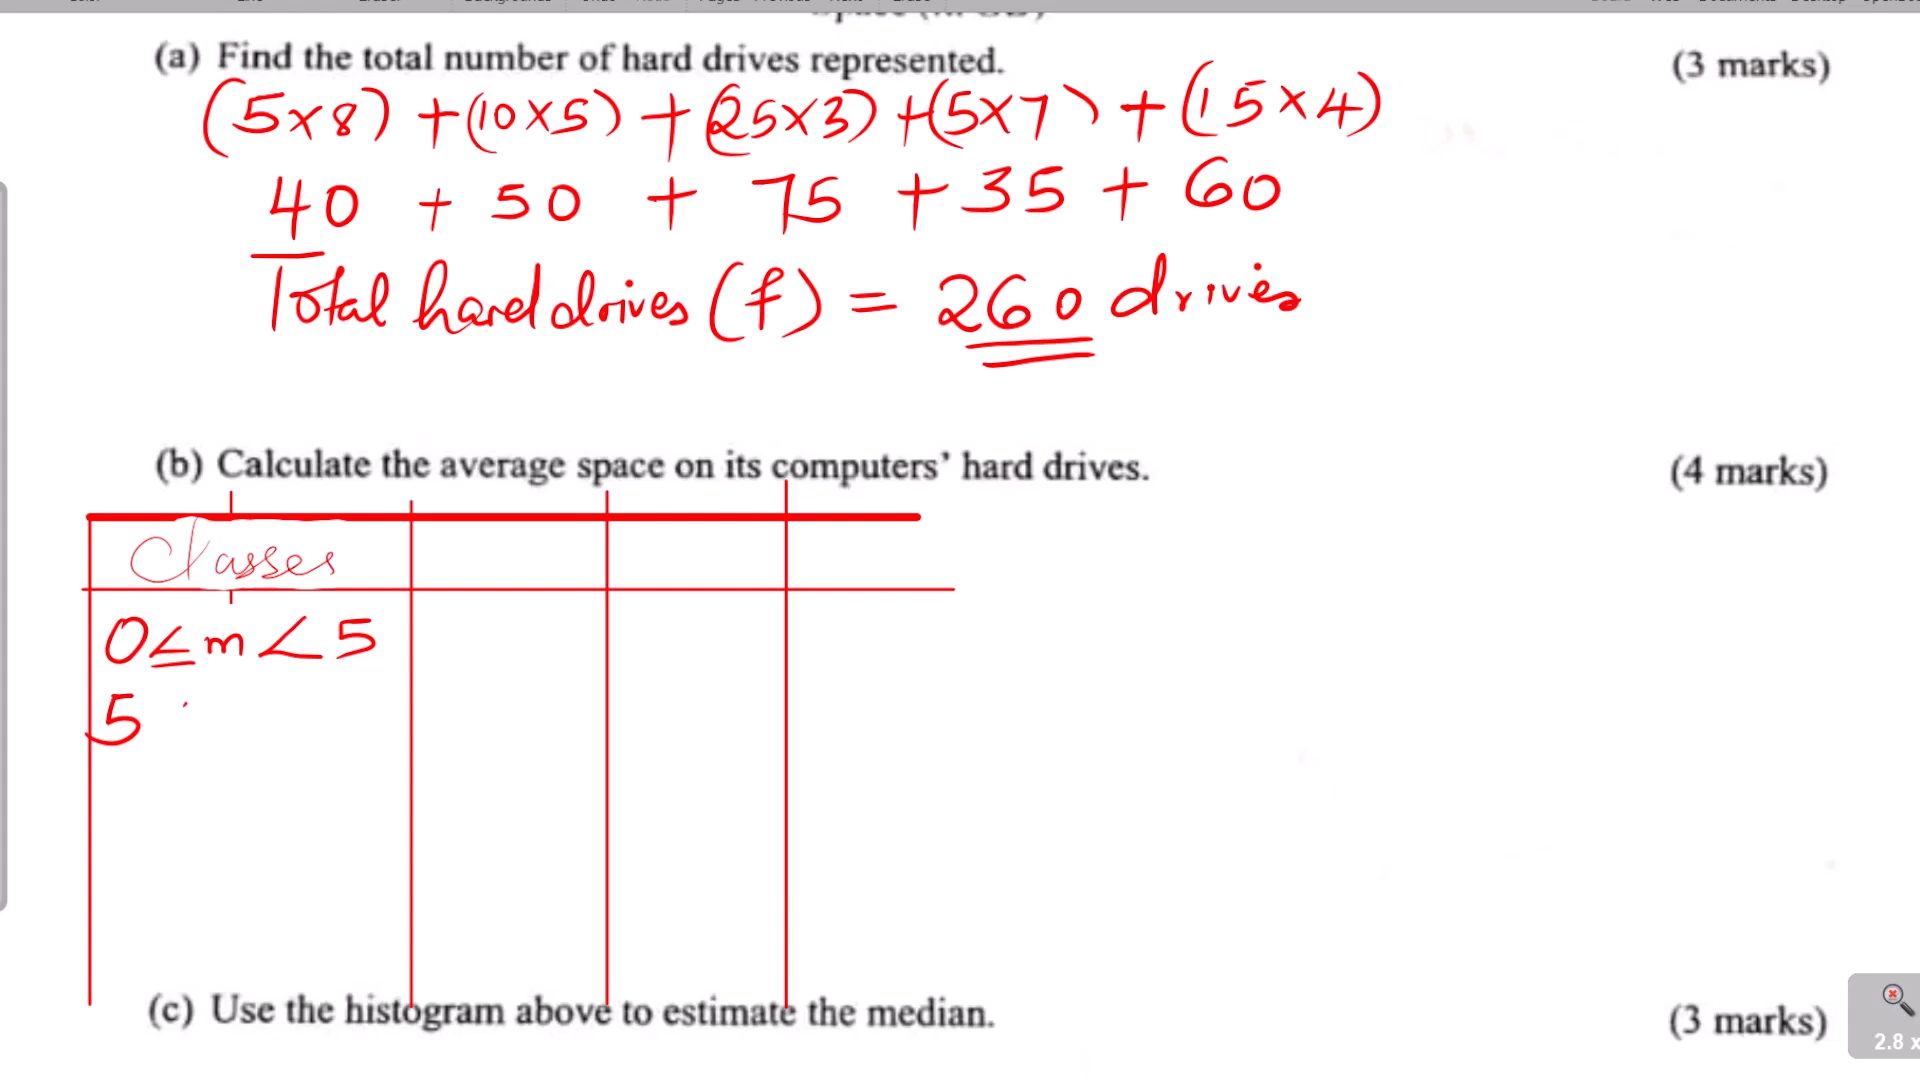 (a) Find the total number of hard drives represented. (3 marks)
(5×8) + (10×5) + (25×3) + (5×7) + (15×4)
40 + 50 + 75 + 35 + 60
Total hard drives (f) = 260 drives
(b) Calculate the average space on its computers' hard drives. (4 marks)
Classes
0 ≤ m < 5
5
(c) Use the histogram above to estimate the median. (3 marks)
2.8 x